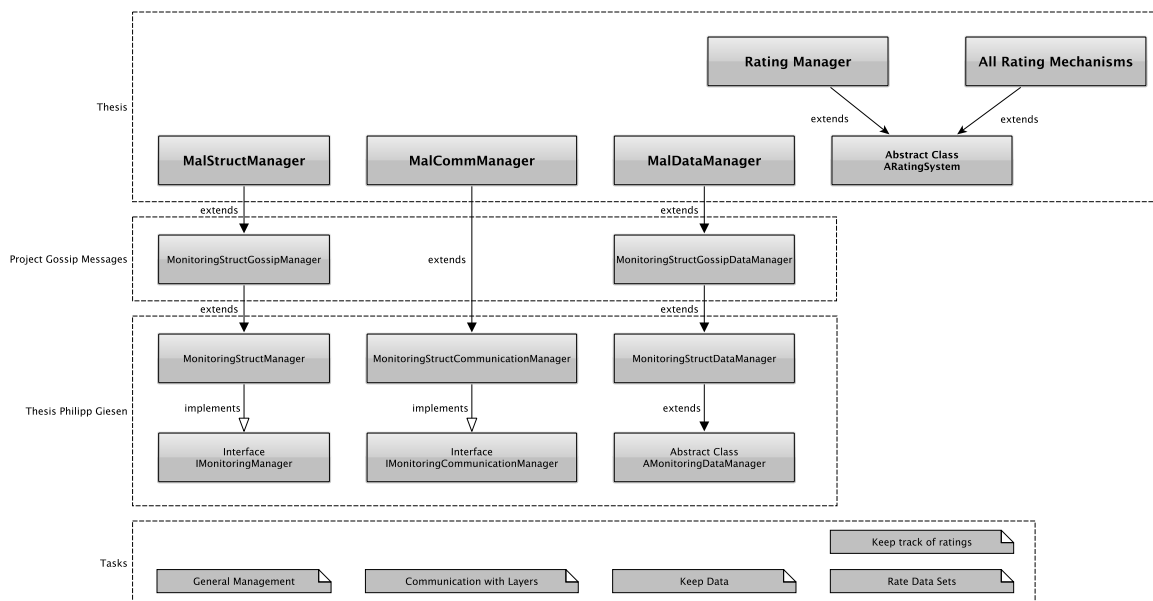 Rating Manager
All Rating Mechanisms
Thesis
extends
extends
MalStructManager
MalCommManager
MalDataManager
Abstract Class
ARatingSystem
extends
extends
Project Gossip Messages
MonitoringStructGossipManager
extends
MonitoringStructGossipDataManager
extends
extends
MonitoringStructManager
MonitoringStructCommunicationManager
MonitoringStructDataManager
Thesis Philipp Giesen
implements
implements
extends
Interface
IMonitoringManager
Interface
IMonitoringCommunicationManager
Abstract Class
AMonitoringDataManager
Tasks
Keep track of ratings
General Management
Communication with Layers
Keep Data
Rate Data Sets